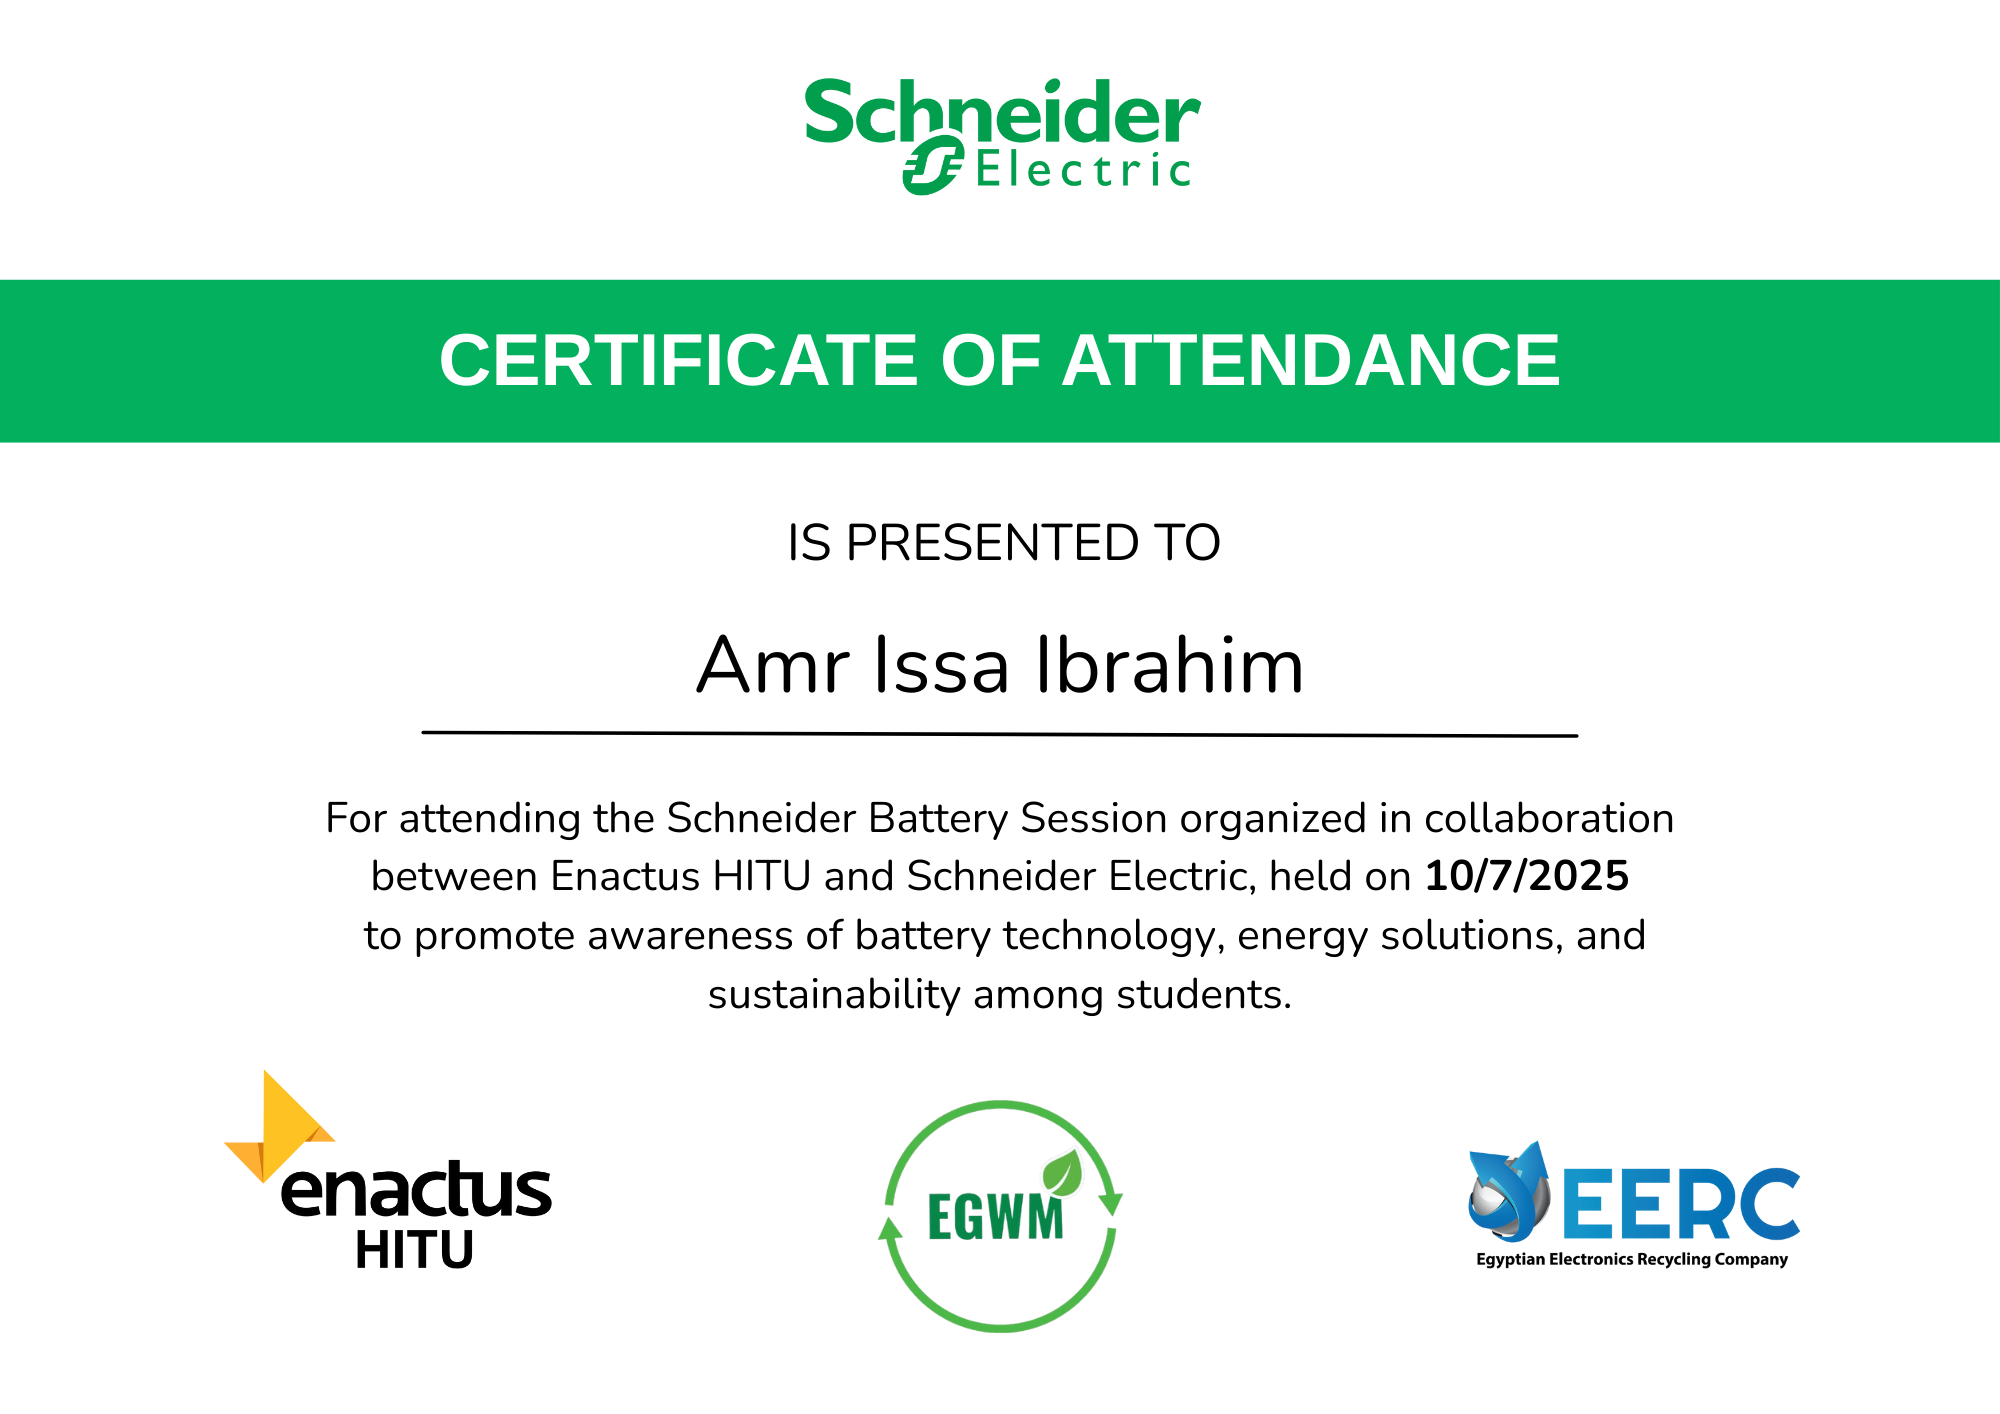 Schneider
Electric
CERTIFICATE OF ATTENDANCE
IS PRESENTED TO
Amr Issa Ibrahim
For attending the Schneider Battery Session organized in collaboration
between Enactus HITU and Schneider Electric, held on 10/7/2025
to promote awareness of battery technology, energy solutions, and
sustainability among students.
enactus
HITU
EGWM
EERC
Egyptian Electronics Recycling Company